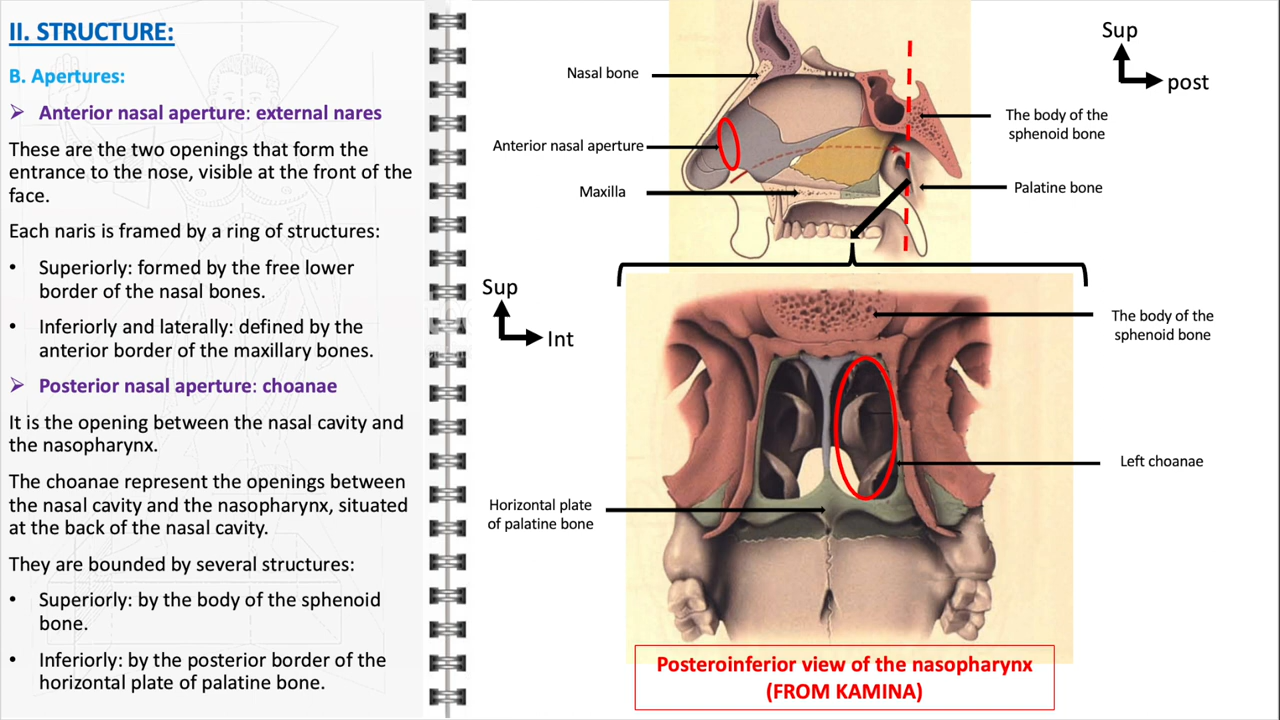 II. STRUCTURE:
B. Apertures:
➢ Anterior nasal aperture: external nares
These are the two openings that form the
entrance to the nose, visible at the front of the
face.
Each naris is framed by a ring of structures:
• Superiorly: formed by the free lower
border of the nasal bones.
• Inferiorly and laterally: defined by the
anterior border of the maxillary bones.
➢ Posterior nasal aperture: choanae
It is the opening between the nasal cavity and
the nasopharynx.
The choanae represent the openings between
the nasal cavity and the nasopharynx, situated
at the back of the nasal cavity.
They are bounded by several structures:
• Superiorly: by the body of the sphenoid
bone.
• Inferiorly: by the posterior border of the
horizontal plate of palatine bone.
Nasal bone
Anterior nasal aperture
Maxilla
Sup
post
The body of the
sphenoid bone
Palatine bone
Sup
Int
The body of the
sphenoid bone
Left choanae
Horizontal plate
of palatine bone
Posteroinferior view of the nasopharynx
(FROM KAMINA)